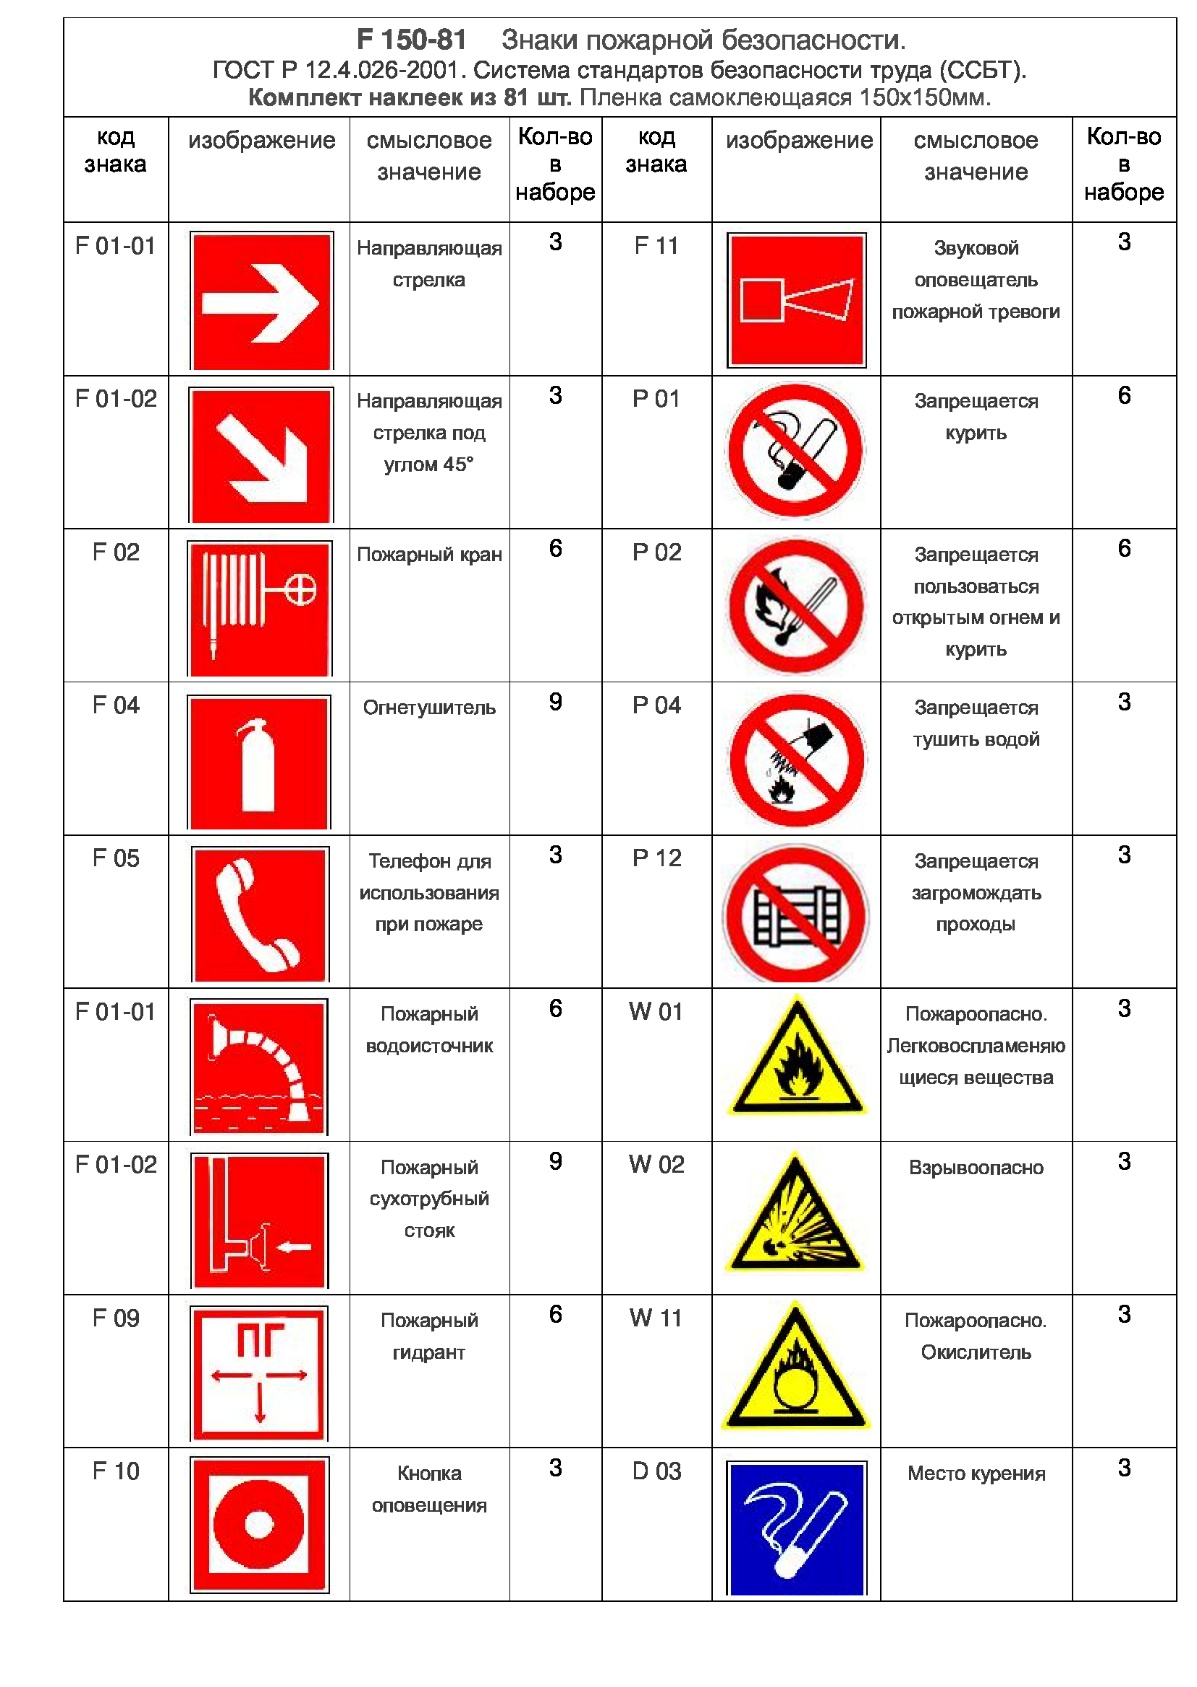 F 150-81 Знаки пожарной безопасности.
ГОСТ Р 12.4.026-2001. Система стандартов безопасности труда (ССБТ).
Комплект наклеек из 81 шт. Пленка самоклеющаяся 150х150мм.
код знака изображение смысловое значение Кол-во в наборе код знака изображение смысловое значение Кол-во в наборе
F 01-01
Направляющая
стрелка
3
F 11
Звуковой
оповещатель
пожарной тревоги
3
F 01-02
Направляющая
стрелка под
углом 45°
3
P 01
Запрещается
курить
6
F 02
Пожарный кран
6
P 02
Запрещается
пользоваться
открытым огнем и
курить
6
F 04
Огнетушитель
9
P 04
Запрещается
тушить водой
3
F 05
Телефон для
использования
при пожаре
3
P 12
Запрещается
загромождать
проходы
3
F 01-01
Пожарный
водоисточник
6
W 01
Пожароопасно.
Легковоспламеняю
щиеся вещества
3
F 01-02
Пожарный
сухотрубный
стояк
9
W 02
Взрывоопасно
3
F 09
ПГ
Пожарный
гидрант
6
W 11
Пожароопасно.
Окислитель
3
F 10
Кнопка
оповещения
3
D 03
Место курения
3